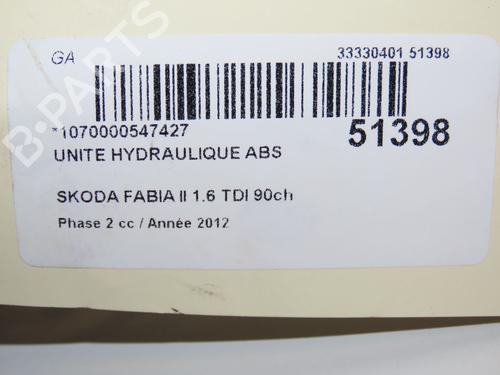 GA 33330401 51398
*1070000547427 51398
UNITE HYDRAULIQUE ABS
SKODA FABIA II 1.6 TDI 90ch
Phase 2 cc / Année 2012
B-PARTS